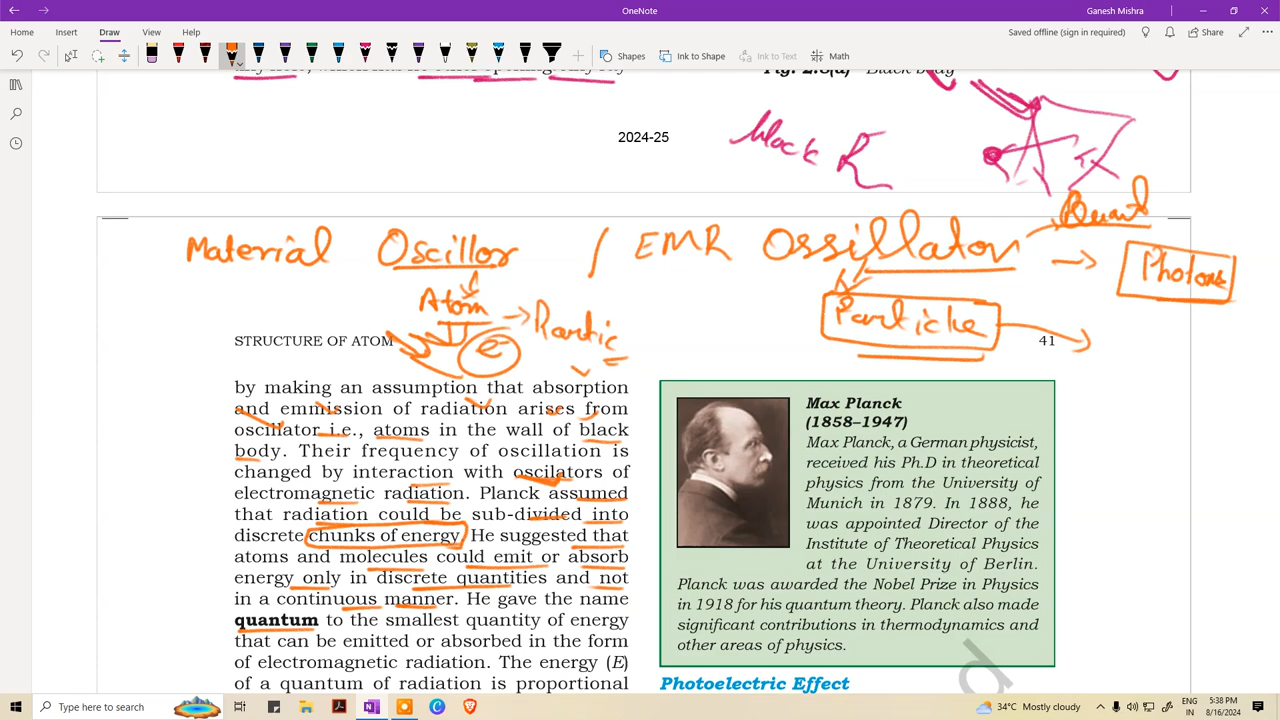 OneNote
Ganesh Mishra
Home Insert Draw View Help
Saved offline (sign in required)
Share
Shapes
Ink to Shape
Ink to Text
Math
Black body
2024-25
block R
Quant
Material Oscillor / EMR Ossillator → Photons
Atom → Partic
e-
Particke
STRUCTURE OF ATOM
41
by making an assumption that absorption
and emmission of radiation arises from
oscillator i.e., atoms in the wall of black
body. Their frequency of oscillation is
changed by interaction with oscilators of
electromagnetic radiation. Planck assumed
that radiation could be sub-divided into
discrete chunks of energy. He suggested that
atoms and molecules could emit or absorb
energy only in discrete quantities and not
in a continuous manner. He gave the name
quantum to the smallest quantity of energy
that can be emitted or absorbed in the form
of electromagnetic radiation. The energy (E)
of a quantum of radiation is proportional
Max Planck
(1858–1947)
Max Planck, a German physicist,
received his Ph.D in theoretical
physics from the University of
Munich in 1879. In 1888, he
was appointed Director of the
Institute of Theoretical Physics
at the University of Berlin.
Planck was awarded the Nobel Prize in Physics
in 1918 for his quantum theory. Planck also made
significant contributions in thermodynamics and
other areas of physics.
Photoelectric Effect
Type here to search
34°C Mostly cloudy
ENG
IN
5:38 PM
8/16/2024